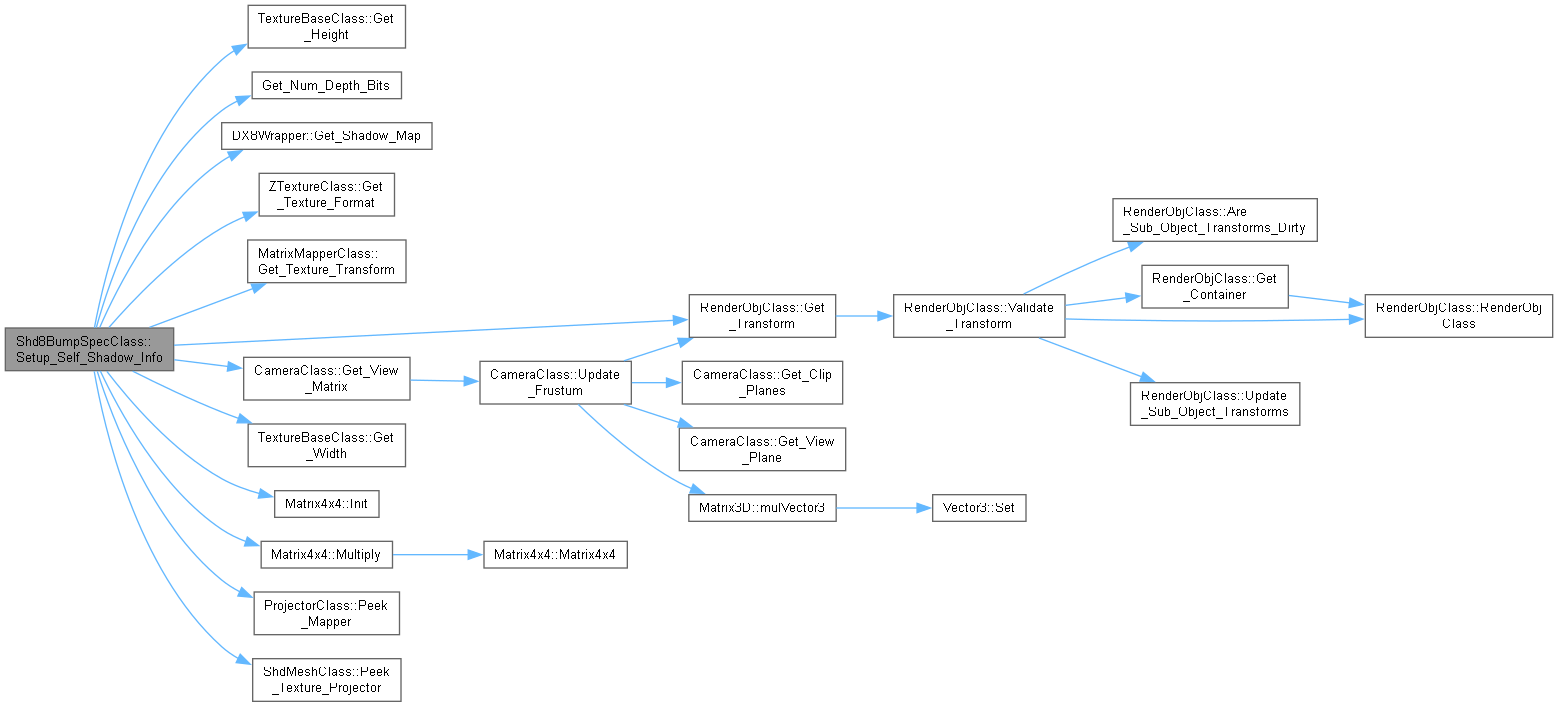 Shd8BumpSpecClass::
Setup_Self_Shadow_Info
TextureBaseClass::Get
_Height
Get_Num_Depth_Bits
DX8Wrapper::Get_Shadow_Map
ZTextureClass::Get
_Texture_Format
MatrixMapperClass::
Get_Texture_Transform
RenderObjClass::Get
_Transform
RenderObjClass::Validate
_Transform
RenderObjClass::Are
_Sub_Object_Transforms_Dirty
RenderObjClass::Get
_Container
RenderObjClass::RenderObj
Class
RenderObjClass::Update
_Sub_Object_Transforms
CameraClass::Get_View
_Matrix
CameraClass::Update
_Frustum
CameraClass::Get_Clip
_Planes
CameraClass::Get_View
_Plane
Matrix3D::mulVector3
Vector3::Set
TextureBaseClass::Get
_Width
Matrix4x4::Init
Matrix4x4::Multiply
Matrix4x4::Matrix4x4
ProjectorClass::Peek
_Mapper
ShdMeshClass::Peek
_Texture_Projector